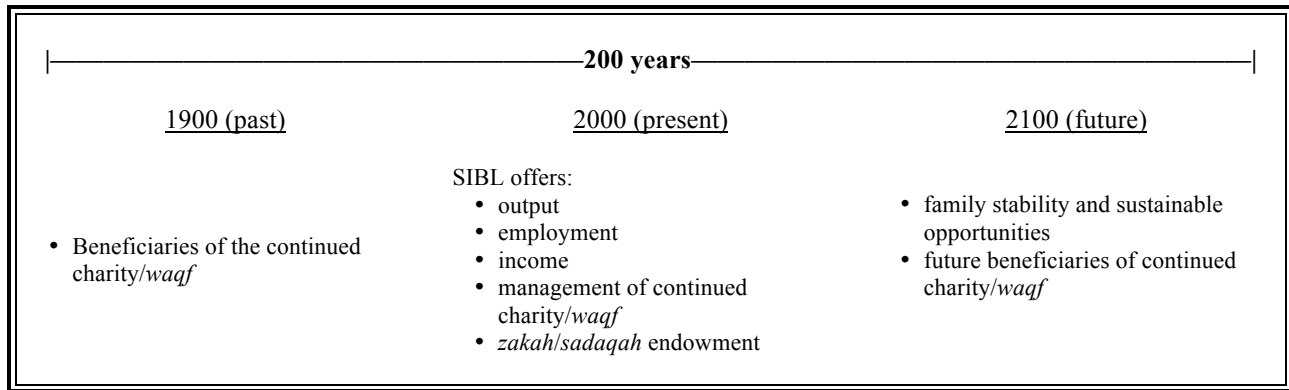 200 years
1900 (past)
2000 (present)
2100 (future)
• Beneficiaries of the continued
charity/waqf
SIBL offers:
• output
• employment
• income
• management of continued
charity/waqf
• zakah/sadaqah endowment
• family stability and sustainable
opportunities
• future beneficiaries of continued
charity/waqf